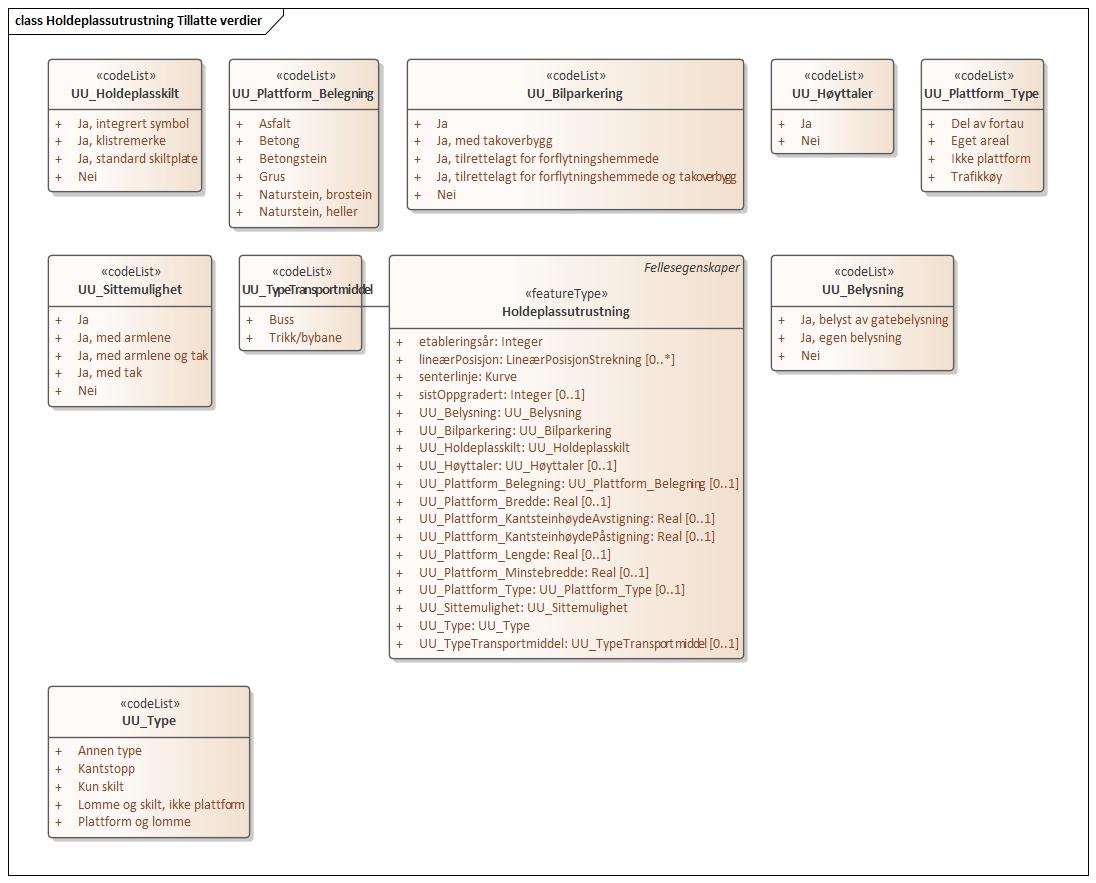 class Holdeplassutrustning Tillatte verdier
«codeList»
UU_Holdeplasskilt
+ Ja, integrert symbol
+ Ja, klistremerke
+ Ja, standard skiltplate
+ Nei
«codeList»
UU_Plattform_Belegning
+ Asfalt
+ Betong
+ Betongstein
+ Grus
+ Naturstein, brostein
+ Naturstein, heller
«codeList»
UU_Bilparkering
+ Ja
+ Ja, med takoverbygg
+ Ja, tilrettelagt for forflytningshemmede
+ Ja, tilrettelagt for forflytningshemmede og takoverbygg
+ Nei
«codeList»
UU_Høyttaler
+ Ja
+ Nei
«codeList»
UU_Plattform_Type
+ Del av fortau
+ Eget areal
+ Ikke plattform
+ Trafikkøy
«codeList»
UU_Sittemulighet
+ Ja
+ Ja, med armlene
+ Ja, med armlene og tak
+ Ja, med tak
+ Nei
«codeList»
UU_TypeTransportmiddel
+ Buss
+ Trikk/bybane
Fellesegenskaper
«featureType»
Holdeplassutrustning
+ etableringsår: Integer
+ lineærPosisjon: LineærPosisjonStrekning [0..*]
+ senterlinje: Kurve
+ sistOppgradert: Integer [0..1]
+ UU_Belysning: UU_Belysning
+ UU_Bilparkering: UU_Bilparkering
+ UU_Holdeplasskilt: UU_Holdeplasskilt
+ UU_Høyttaler: UU_Høyttaler [0..1]
+ UU_Plattform_Belegning: UU_Plattform_Belegning [0..1]
+ UU_Plattform_Bredde: Real [0..1]
+ UU_Plattform_KantsteinhøydeAvstigning: Real [0..1]
+ UU_Plattform_KantsteinhøydePåstigning: Real [0..1]
+ UU_Plattform_Lengde: Real [0..1]
+ UU_Plattform_Minstebredde: Real [0..1]
+ UU_Plattform_Type: UU_Plattform_Type [0..1]
+ UU_Sittemulighet: UU_Sittemulighet
+ UU_Type: UU_Type
+ UU_TypeTransportmiddel: UU_TypeTransportmiddel [0..1]
«codeList»
UU_Belysning
+ Ja, belyst av gatebelysning
+ Ja, egen belysning
+ Nei
«codeList»
UU_Type
+ Annen type
+ Kantstopp
+ Kun skilt
+ Lomme og skilt, ikke plattform
+ Plattform og lomme